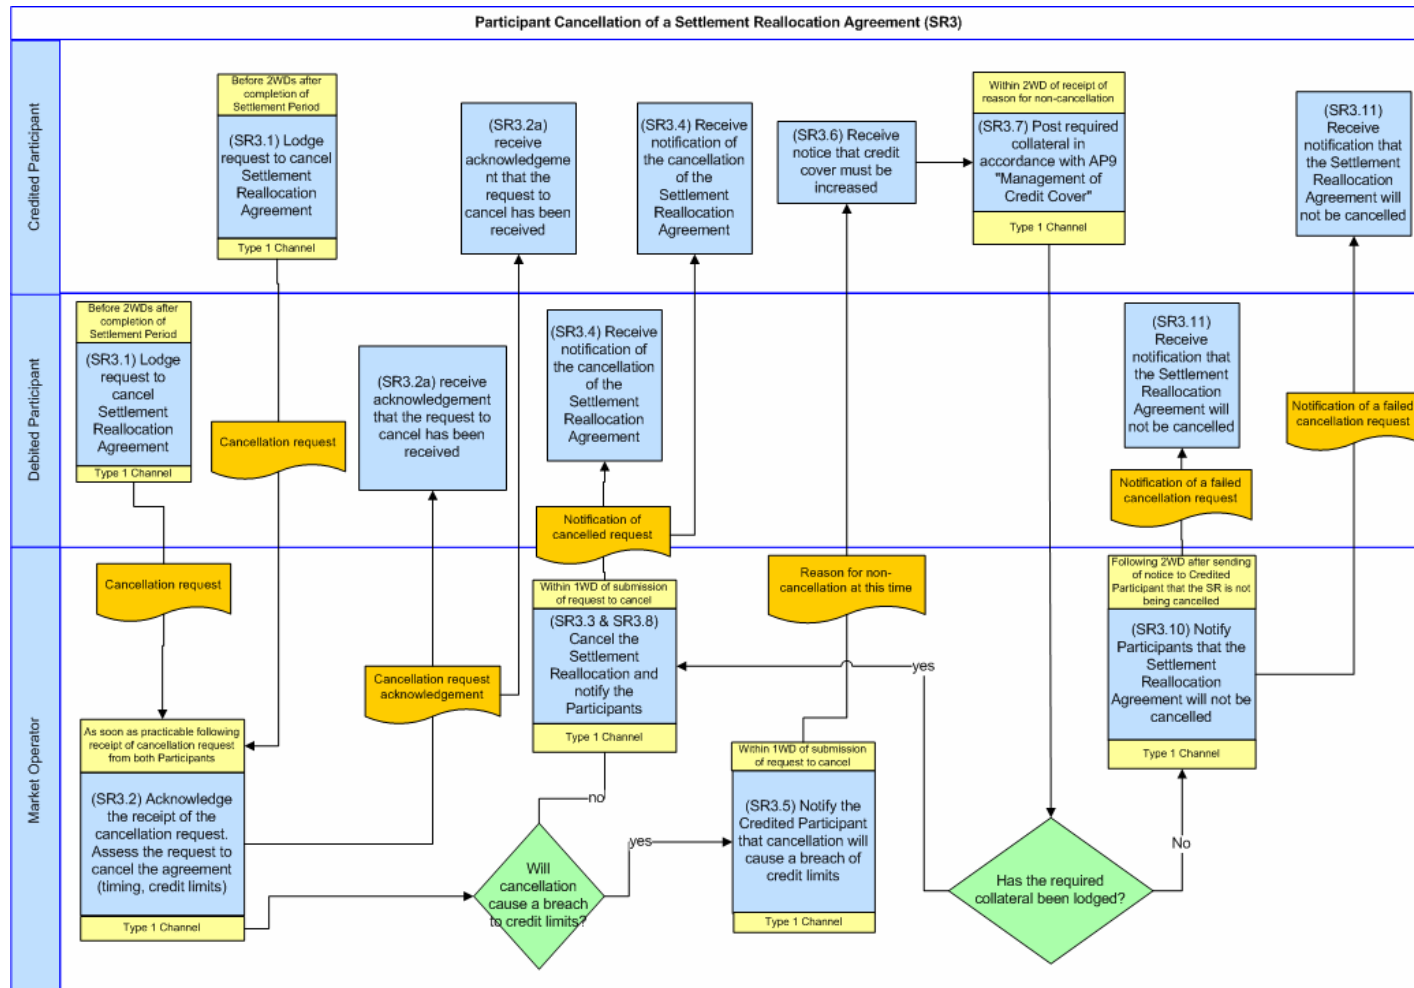 Participant Cancellation of a Settlement Reallocation Agreement (SR3)
Credited Participant
Before 2WDs after
completion of
Settlement Period
(SR3.1) Lodge
request to cancel
Settlement
Reallocation
Agreement
Type 1 Channel
(SR3.2a)
receive
acknowledgeme
nt that the
request to
cancel has been
received
(SR3.4) Receive
notification of
the cancellation
of the
Settlement
Reallocation
Agreement
(SR3.6) Receive
notice that credit
cover must be
increased
Within 2WD of receipt of
reason for non-cancellation
(SR3.7) Post required
collateral in
accordance with AP9
"Management of
Credit Cover"
Type 1 Channel
(SR3.11)
Receive
notification that
the Settlement
Reallocation
Agreement will
not be cancelled
Debited Participant
Before 2WDs after
completion of
Settlement Period
(SR3.1) Lodge
request to
cancel
Settlement
Reallocation
Agreement
Type 1 Channel
Cancellation request
(SR3.2a) receive
acknowledgement
that the request to
cancel has been
received
(SR3.4) Receive
notification of
the cancellation
of the
Settlement
Reallocation
Agreement
Notification of
cancelled request
(SR3.11)
Receive
notification that
the Settlement
Reallocation
Agreement will
not be cancelled
Notification of a failed
cancellation request
Notification of a failed
cancellation request
Market Operator
Cancellation request
As soon as practicable following
receipt of cancellation request
from both Participants
(SR3.2) Acknowledge
the receipt of the
cancellation request.
Assess the request to
cancel the agreement
(timing, credit limits)
Type 1 Channel
Cancellation request
acknowledgement
Within 1WD of submission
of request to cancel
(SR3.3 & SR3.8)
Cancel the
Settlement
Reallocation and
notify the
Participants
Type 1 Channel
no
Will
cancellation
cause a breach
to credit limits?
yes
Reason for non-
cancellation at this time
Within 1WD of submission
of request to cancel
(SR3.5) Notify the
Credited Participant
that cancellation will
cause a breach of
credit limits
Type 1 Channel
yes
Has the required
collateral been lodged?
No
Following 2WD after sending
of notice to Credited
Participant that the SR is not
being cancelled
(SR3.10) Notify
Participants that the
Settlement
Reallocation
Agreement will not be
cancelled
Type 1 Channel